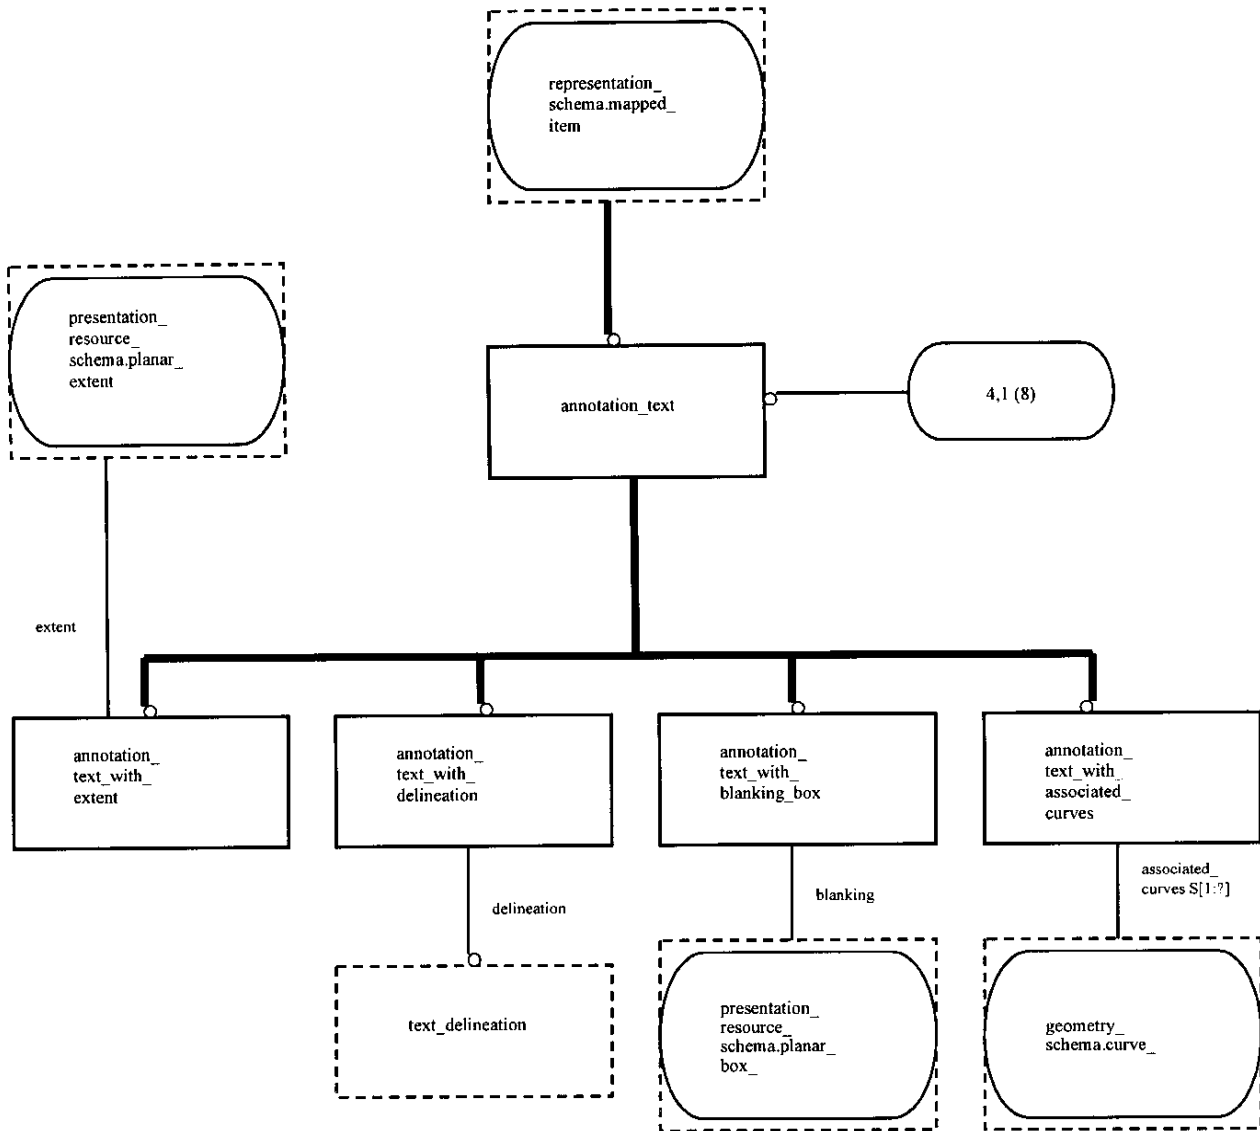 representation_
schema.mapped_
item
presentation_
resource_
schema.planar_
extent
annotation_text
4,1 (8)
extent
annotation_
text_with_
extent
annotation_
text_with_
delineation
annotation_
text_with_
blanking_box
annotation_
text_with_
associated_
curves
delineation
blanking
associated_
curves S[1:?]
text_delineation
presentation_
resource_
schema.planar_
box_
geometry_
schema.curve_